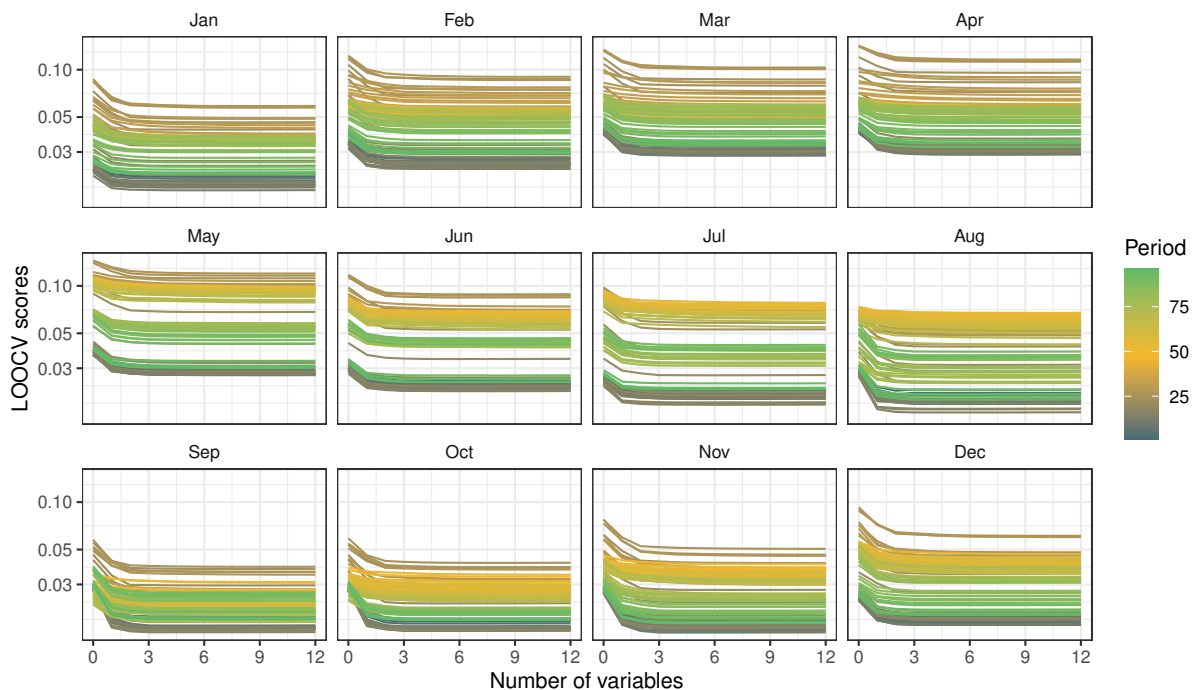 Jan Feb Mar Apr
0.10
0.05
0.03
May Jun Jul Aug
0.10
0.05
0.03
LOOCV scores
Period
75
50
25
Sep Oct Nov Dec
0.10
0.05
0.03
0 3 6 9 12 0 3 6 9 12 0 3 6 9 12 0 3 6 9 12
Number of variables